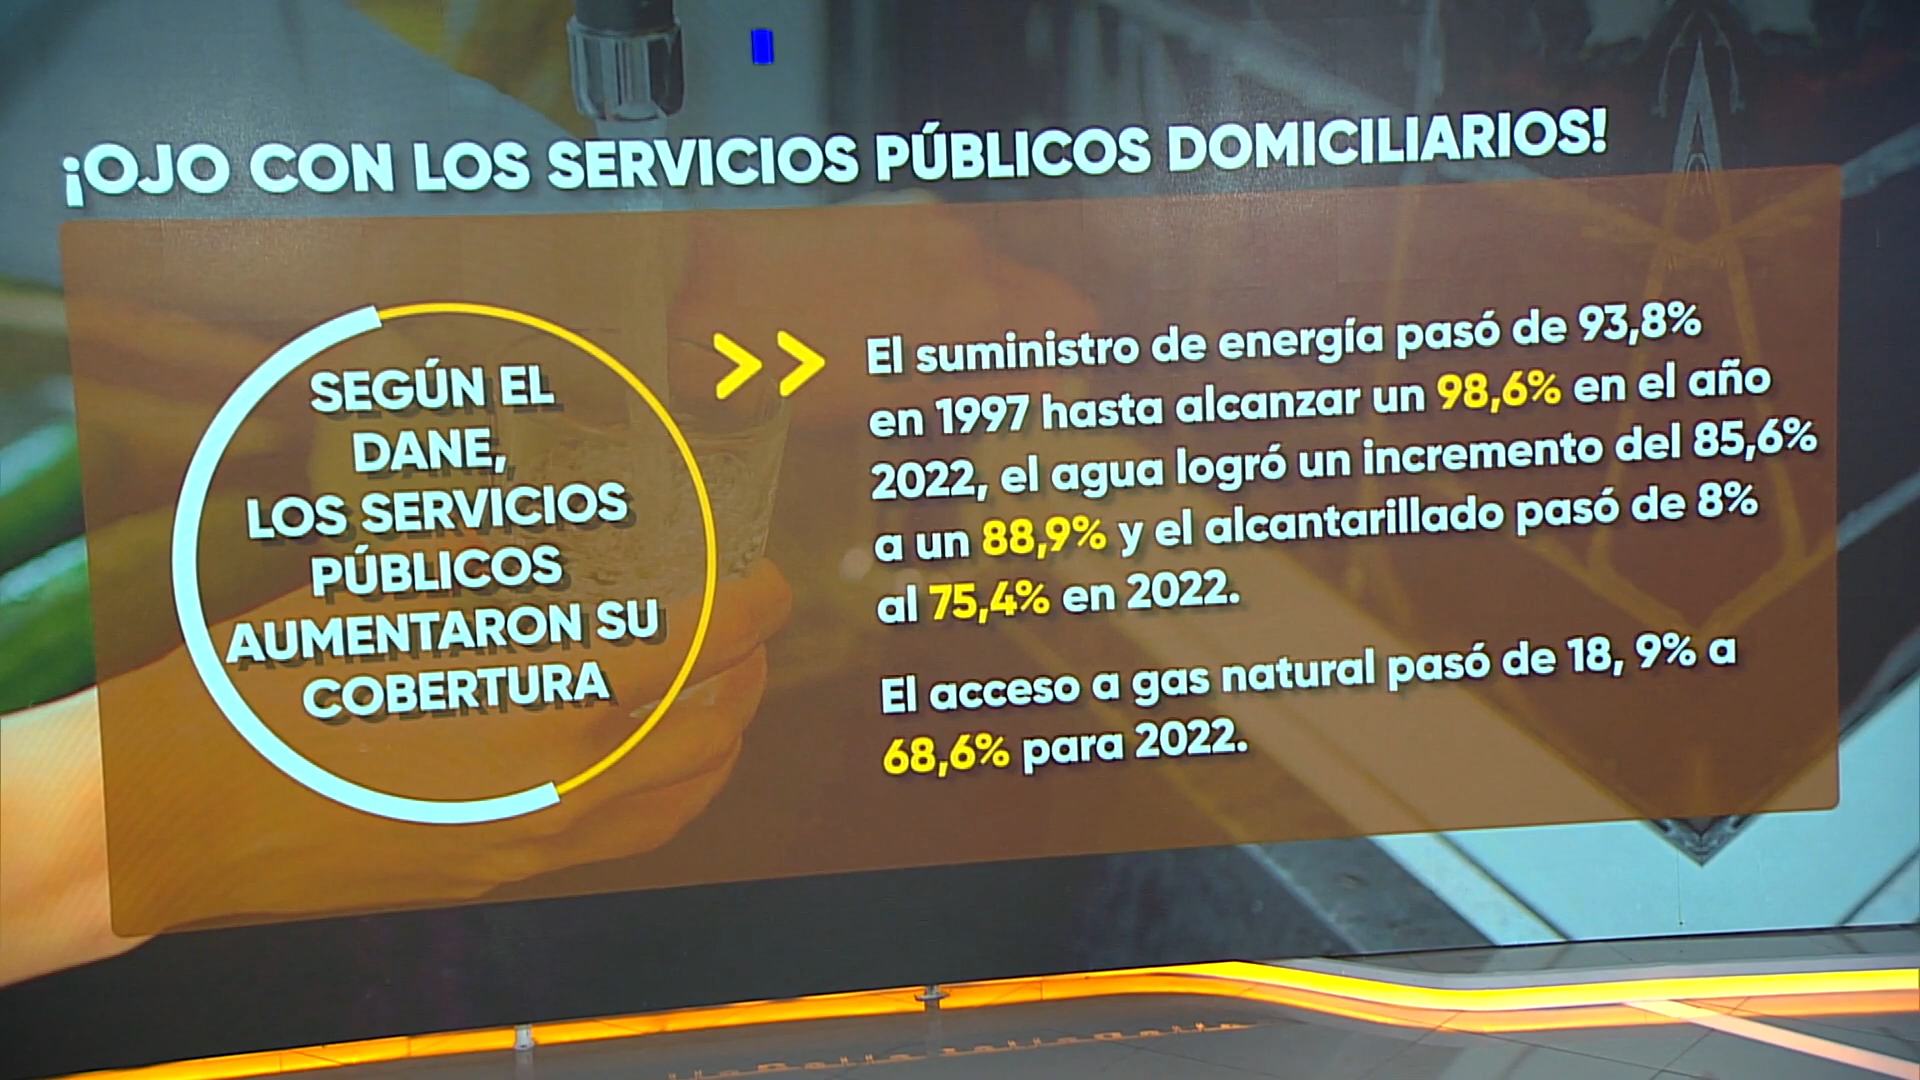 ¡OJO CON LOS SERVICIOS PÚBLICOS DOMICILIARIOS!
SEGÚN EL
DANE,
LOS SERVICIOS
PÚBLICOS
AUMENTARON SU
COBERTURA
El suministro de energía pasó de 93,8%
en 1997 hasta alcanzar un 98,6% en el año
2022, el agua logró un incremento del 85,6%
a un 88,9% y el alcantarillado pasó de 8%
al 75,4% en 2022.
El acceso a gas natural pasó de 18, 9% a
68,6% para 2022.